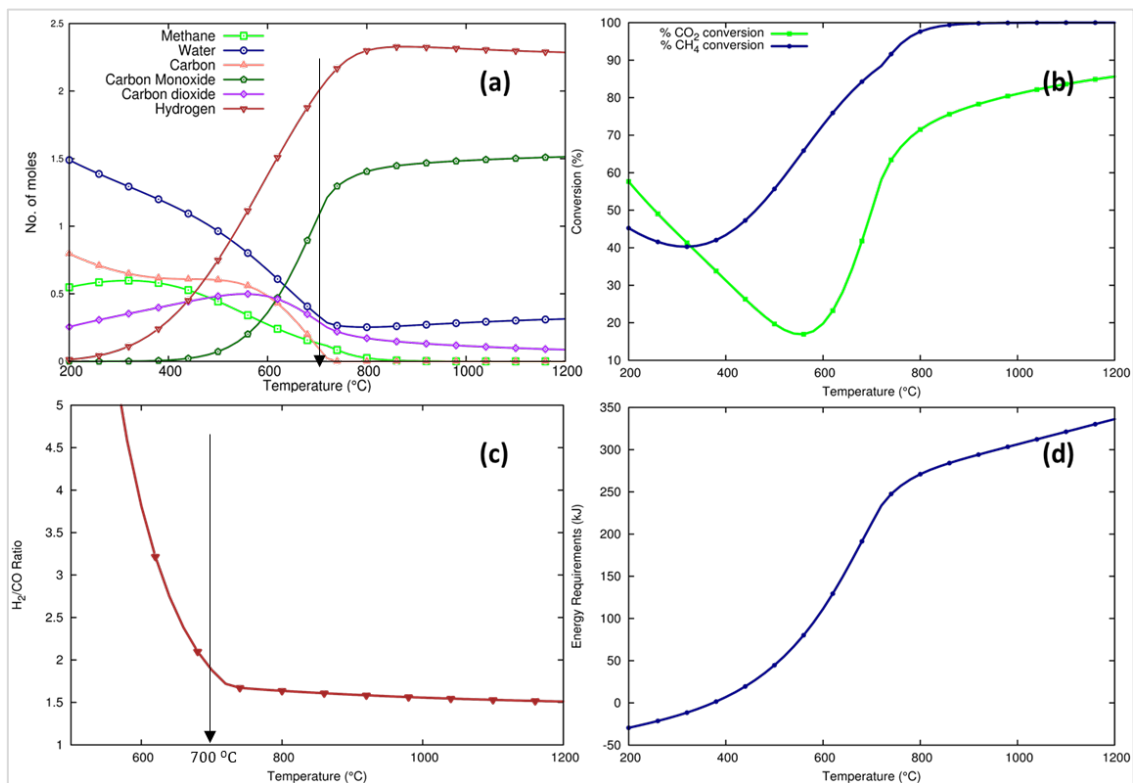 Methane
Water
Carbon
Carbon Monoxide
Carbon dioxide
Hydrogen
(a)
No. of moles
2.5
2
1.5
1
0.5
0
200 400 600 800 1000 1200
Temperature (°C)
% CO2 conversion
% CH4 conversion
(b)
Conversion (%)
100
90
80
70
60
50
40
30
20
10
200 400 600 800 1000 1200
Temperature (°C)
(c)
H2/CO Ratio
5
4.5
4
3.5
3
2.5
2
1.5
1
600 700 °C 800 1000 1200
Temperature (°C)
(d)
Energy Requirements (kJ)
350
300
250
200
150
100
50
0
-50
200 400 600 800 1000 1200
Temperature (°C)